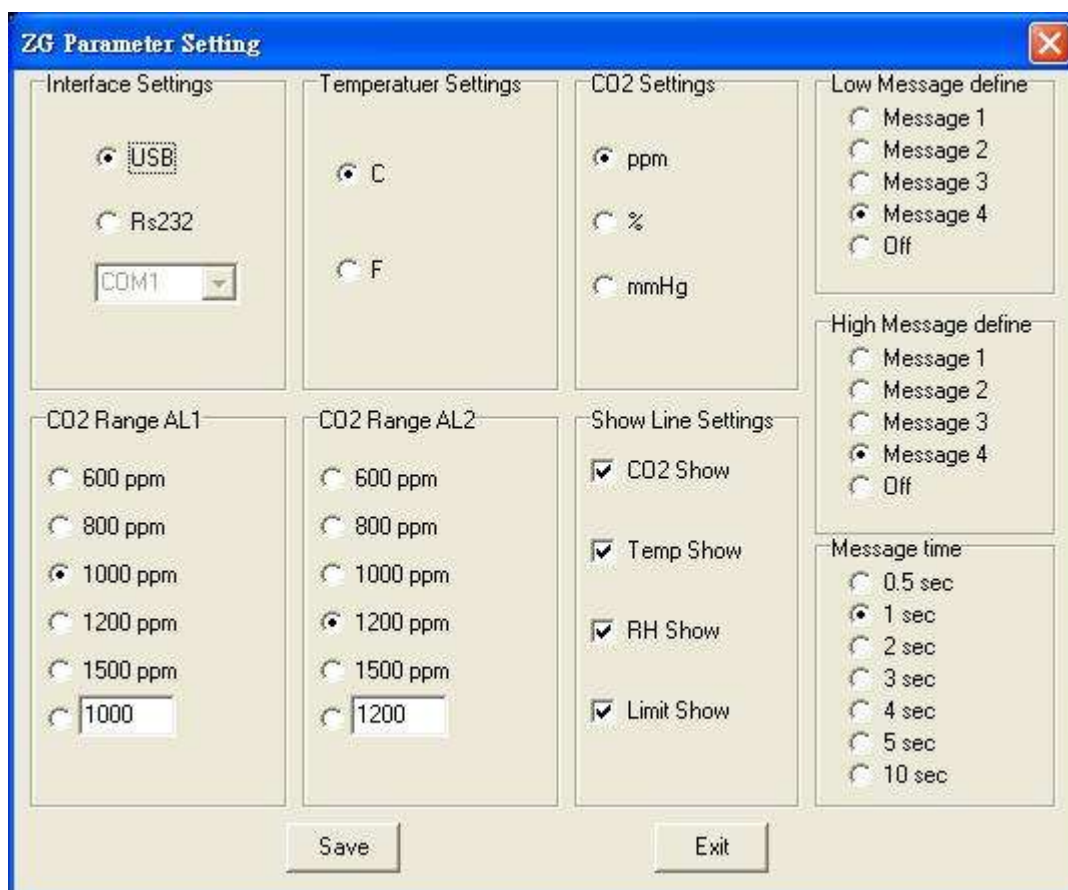 ZG Parameter Setting
Interface Settings
USB
Rs232
COM1
Temperatuer Settings
C
F
CO2 Settings
ppm
%
mmHg
Low Message define
Message 1
Message 2
Message 3
Message 4
Off
High Message define
Message 1
Message 2
Message 3
Message 4
Off
CO2 Range AL1
600 ppm
800 ppm
1000 ppm
1200 ppm
1500 ppm
1000
CO2 Range AL2
600 ppm
800 ppm
1000 ppm
1200 ppm
1500 ppm
1200
Show Line Settings
CO2 Show
Temp Show
RH Show
Limit Show
Message time
0.5 sec
1 sec
2 sec
3 sec
4 sec
5 sec
10 sec
Save
Exit